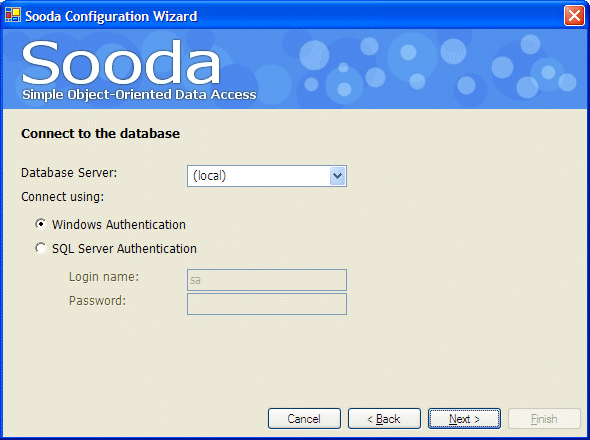 Sooda Configuration Wizard
Sooda
Simple Object-Oriented Data Access
Connect to the database
Database Server: (local)
Connect using:
Windows Authentication
SQL Server Authentication
Login name: sa
Password:
Cancel < Back Next > Finish